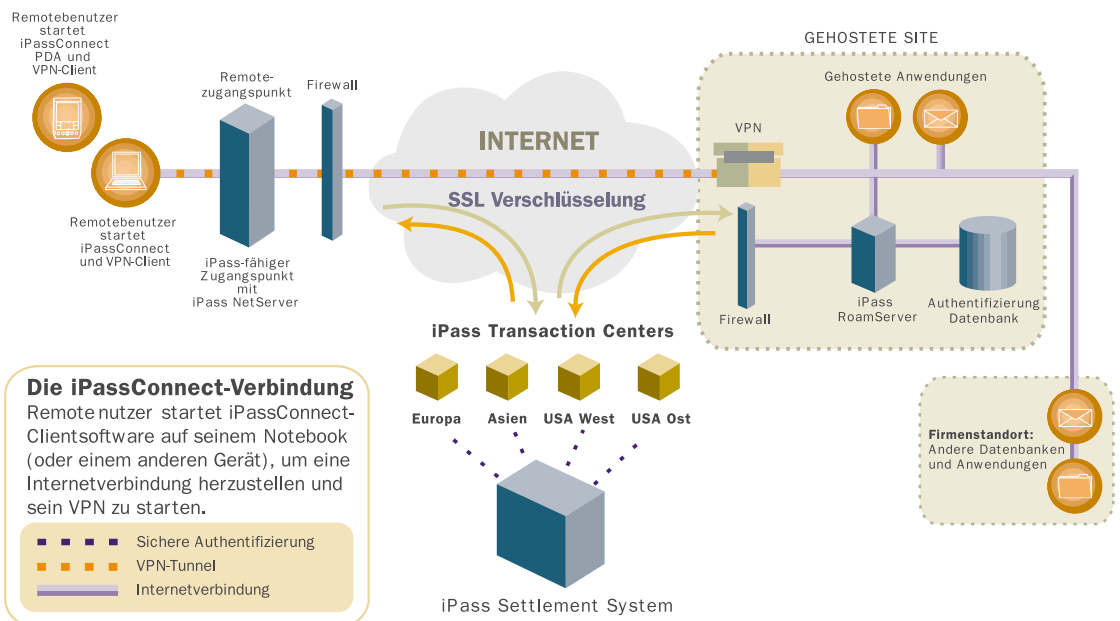 Remotebenutzer
startet
iPassConnect
PDA und
VPN-Client
Remote-
zugangspunkt
Firewall
INTERNET
SSL Verschlüsselung
GEHOSTETE SITE
Gehostete Anwendungen
VPN
Remotebenutzer
startet
iPassConnect
und VPN-Client
iPass-fähiger
Zugangspunkt
mit
iPass NetServer
Firewall
iPass
RoamServer
Authentifizierung
Datenbank
iPass Transaction Centers
Europa
Asien
USA West
USA Ost
Firmenstandort:
Andere Datenbanken
und Anwendungen
Die iPassConnect-Verbindung
Remote nutzer startet iPassConnect-
Clientsoftware auf seinem Notebook
(oder einem anderen Gerät), um eine
Internetverbindung herzustellen und
sein VPN zu starten.
Sichere Authentifizierung
VPN-Tunnel
Internetverbindung
iPass Settlement System